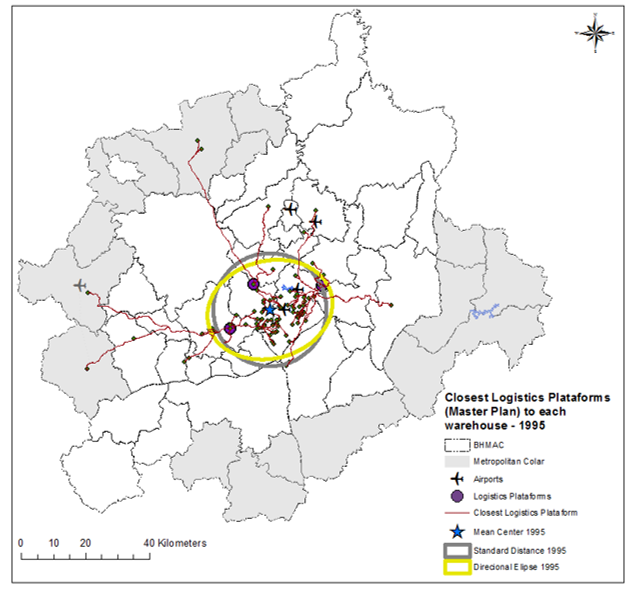 Closest Logistics Plataforms
(Master Plan) to each
warehouse - 1995
BHMAC
Metropolitan Colar
Airports
Logistics Plataforms
Closest Logistics Plataform
Mean Center 1995
Standard Distance 1995
Direcional Elipse 1995
0 10 20 40 Kilometers